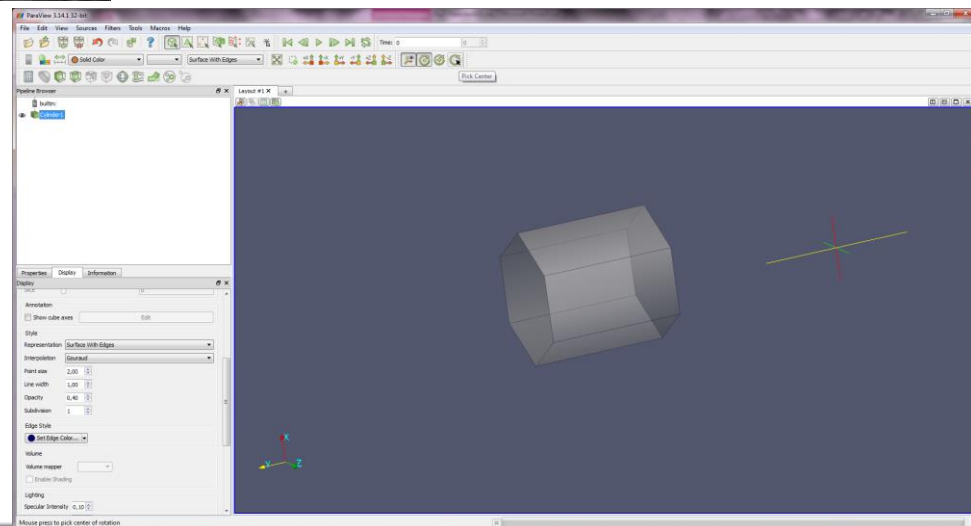 ParaView 3.14.1 32-bit
File Edit View Sources Filters Tools Macros Help
Time: 0 0
Solid Color Surface With Edges
Pick Center
Pipeline Browser
Layout #1
builtin:
Cylinder1
Properties Display Information
Display
Slice 0
Annotation
Show cube axes Edit
Style
Representation Surface With Edges
Interpolation Gouraud
Point size 2,00
Line width 1,00
Opacity 0,40
Subdivision 1
Edge Style
Set Edge Color...
Volume
Volume mapper
Enable Shading
Lighting
Specular Intensity 0,10
X
Y Z
Mouse press to pick center of rotation